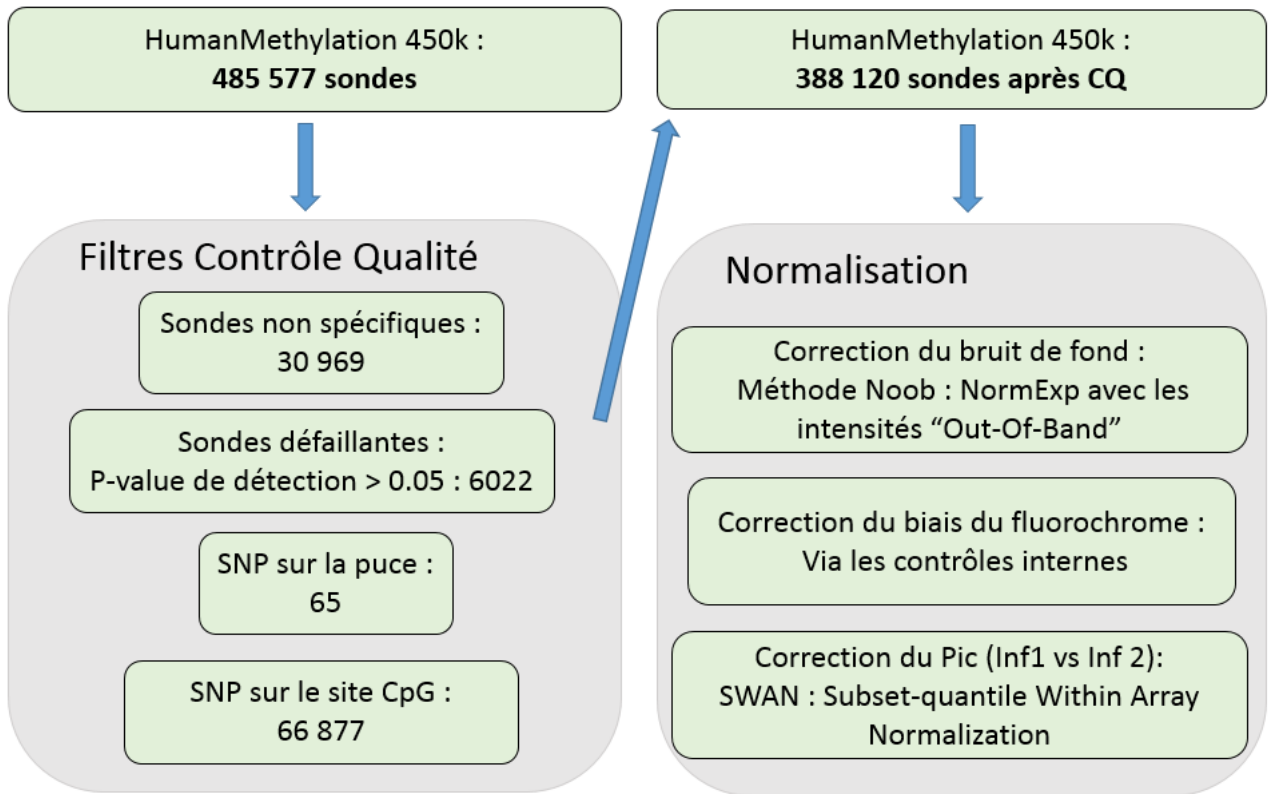 HumanMethylation 450k :
485 577 sondes
Filtres Contrôle Qualité
Sondes non spécifiques :
30 969
Sondes défaillantes :
P-value de détection > 0.05 : 6022
SNP sur la puce :
65
SNP sur le site CpG :
66 877
HumanMethylation 450k :
388 120 sondes après CQ
Normalisation
Correction du bruit de fond :
Méthode Noob : NormExp avec les
intensités “Out-Of-Band”
Correction du biais du fluorochrome :
Via les contrôles internes
Correction du Pic (Inf1 vs Inf 2):
SWAN : Subset-quantile Within Array
Normalization